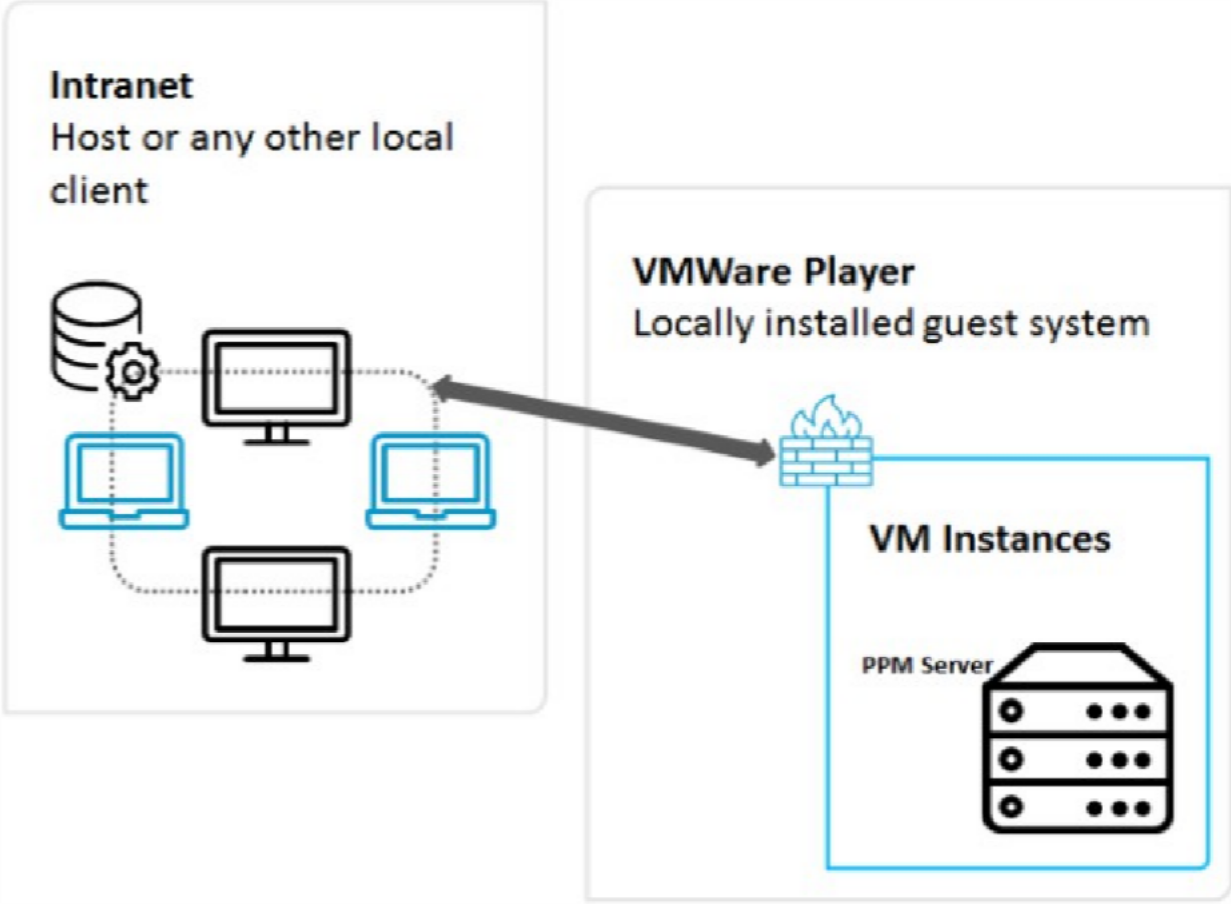 Intranet
Host or any other local
client
VMWare Player
Locally installed guest system
VM Instances
PPM Server